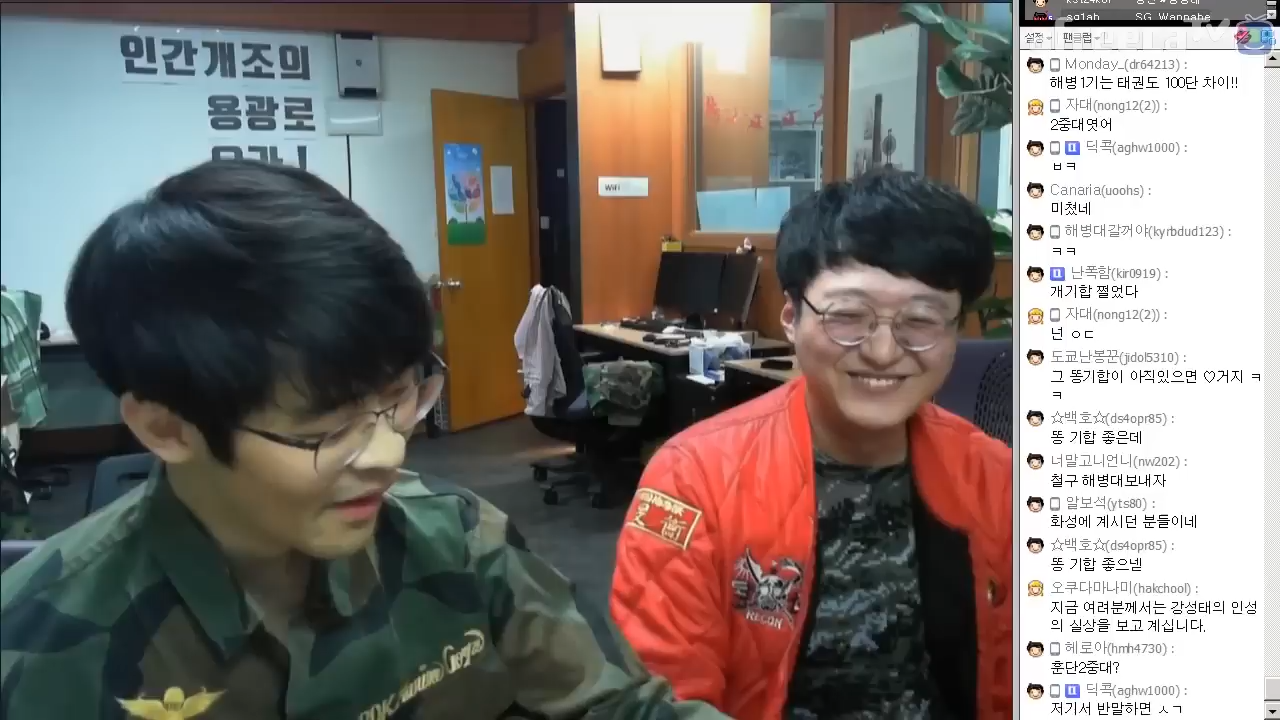 인간개조의
용광로
WiFi
ROK Marine Corps
RECON
SG_Wannabe
설정
팬클럽
Monday_(dr64213) :
해병1기는 태권도 100단 차이!!
자대(nong12(2)) :
2중대엿어
딕콕(aghw1000) :
ㅂㅋ
Canaria(uoohs) :
미쳤네
해병대갈꺼야(kyrbdud123) :
ㅋㅋ
난폭함(kir0919) :
개기합 쩔었다
자대(nong12(2)) :
넌 ㅇㄷ
도쿄난봉꾼(jidol5310) :
그 똥기합이 아직있으면 ♡거지 ㅋ
ㅋ
☆백호☆(ds4opr85) :
똥 기합 좋은데
너말고니언니(nw202) :
철구 해병대보내자
알보석(yts80) :
화성에 계시던 분들이네
☆백호☆(ds4opr85) :
똥 기합 좋으넫
오쿠다마나미(hakchool) :
지금 여려분께서는 강성태의 인성
의 실상을 보고 계십니다.
헤로아(hmh4730) :
훈단2중대?
딕콕(aghw1000) :
저기서 반말하면 ㅅㄱ